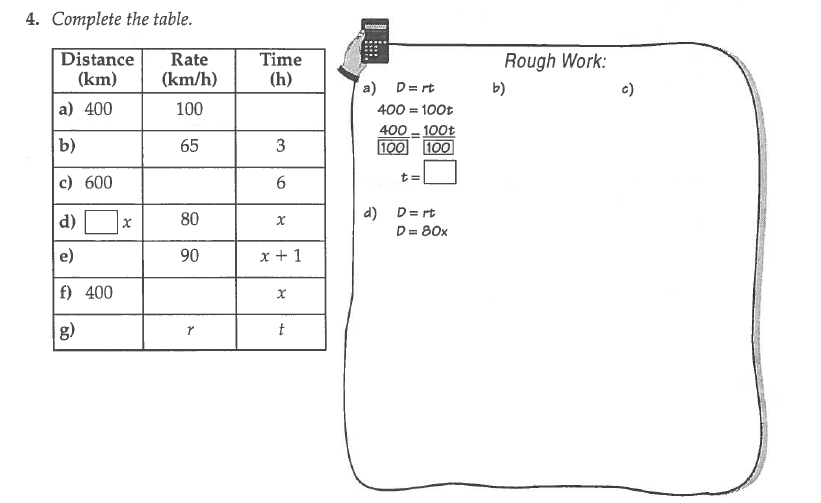 4. Complete the table.
Distance (km) Rate (km/h) Time (h)
a) 400 100
b) 65 3
c) 600 6
d) x 80 x
e) 90 x + 1
f) 400 x
g) r t
Rough Work:
a) D = rt b) c)
400 = 100t
400 = 100t
100 100
t =
d) D = rt
D = 80x